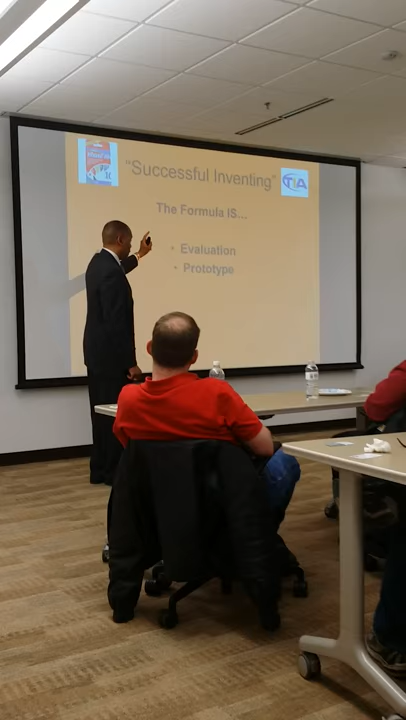 "Successful Inventing"
The Formula IS...
• Evaluation
• Prototype